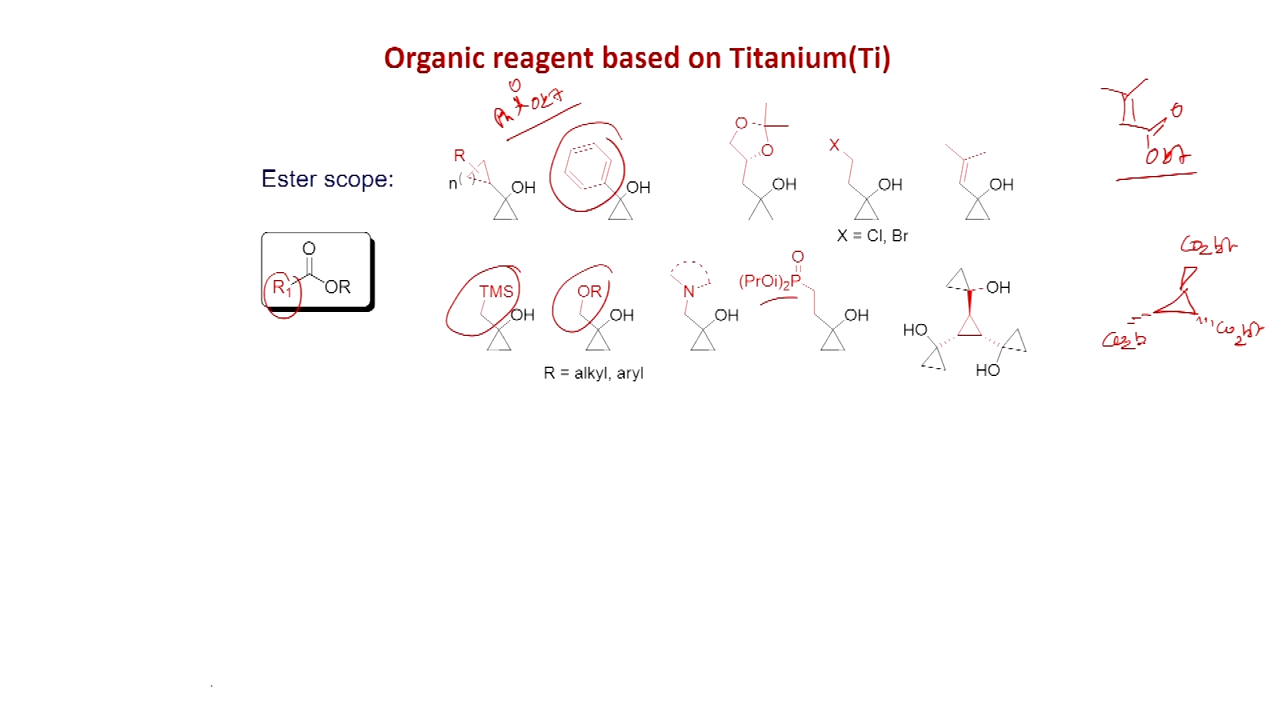 Organic reagent based on Titanium(Ti)
O
O
R
O
O
X
Ester scope:
n( )
OH
OH
OH
OH
OH
X = Cl, Br
O
R1
OR
TMS
OH
OR
OH
N
OH
O
(PrOi)2P
OH
OH
HO
HO
R = alkyl, aryl